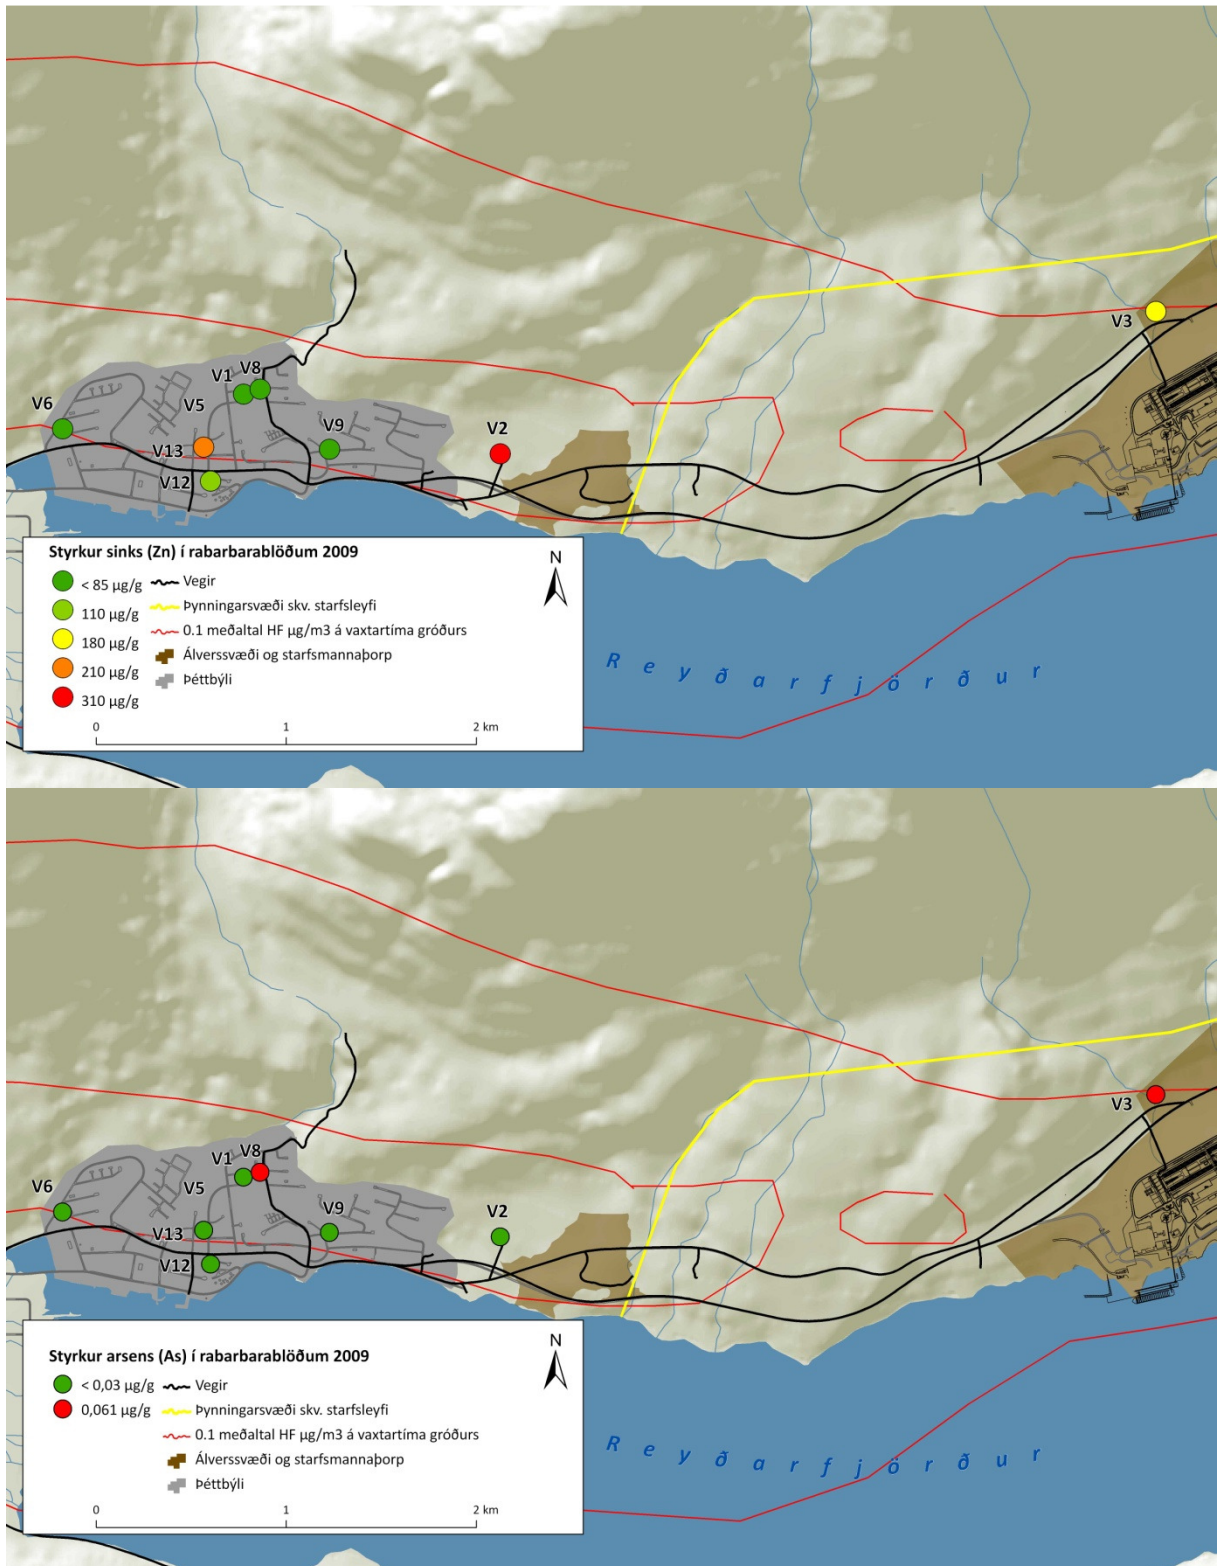 V3
V1
V8
V6
V5
V9
V2
V13
V12
Styrkur sinks (Zn) í rabarbarablöðum 2009
N
< 85 µg/g
Vegir
110 µg/g
Þynningarsvæði skv. starfsleyfi
180 µg/g
0.1 meðaltal HF µg/m3 á vaxtartíma gróðurs
210 µg/g
Álverssvæði og starfsmannaþorp
310 µg/g
Þéttbýli
0 1 2 km
Reyðarfjörður
V3
V1
V8
V6
V5
V9
V2
V13
V12
Styrkur arsens (As) í rabarbarablöðum 2009
N
< 0,03 µg/g
Vegir
0,061 µg/g
Þynningarsvæði skv. starfsleyfi
0.1 meðaltal HF µg/m3 á vaxtartíma gróðurs
Álverssvæði og starfsmannaþorp
Þéttbýli
0 1 2 km
Reyðarfjörður